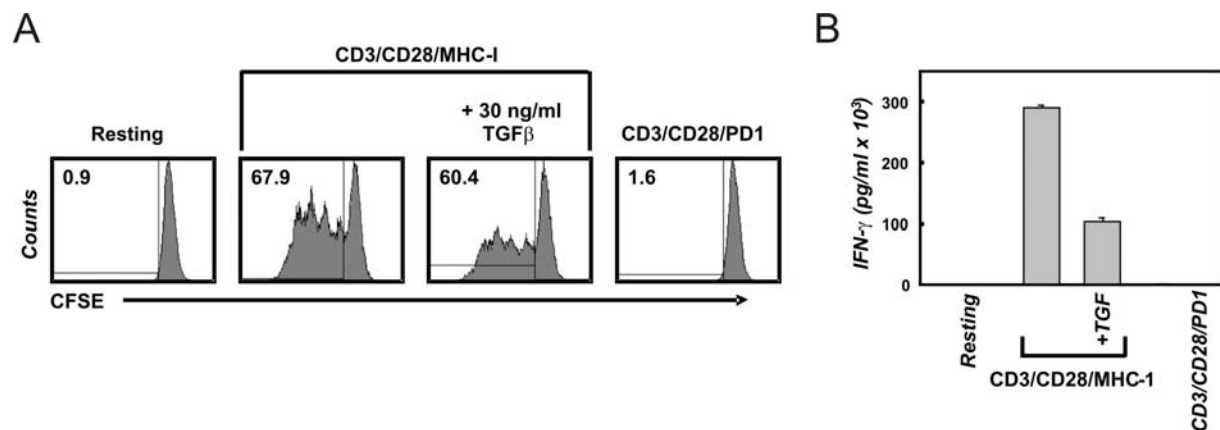 A
CD3/CD28/MHC-I
Resting
+ 30 ng/ml
TGFβ
CD3/CD28/PD1
0.9
67.9
60.4
1.6
Counts
CFSE
B
IFN-γ (pg/ml x 10³)
300
200
100
0
Resting
+TGF
CD3/CD28/MHC-1
CD3/CD28/PD1